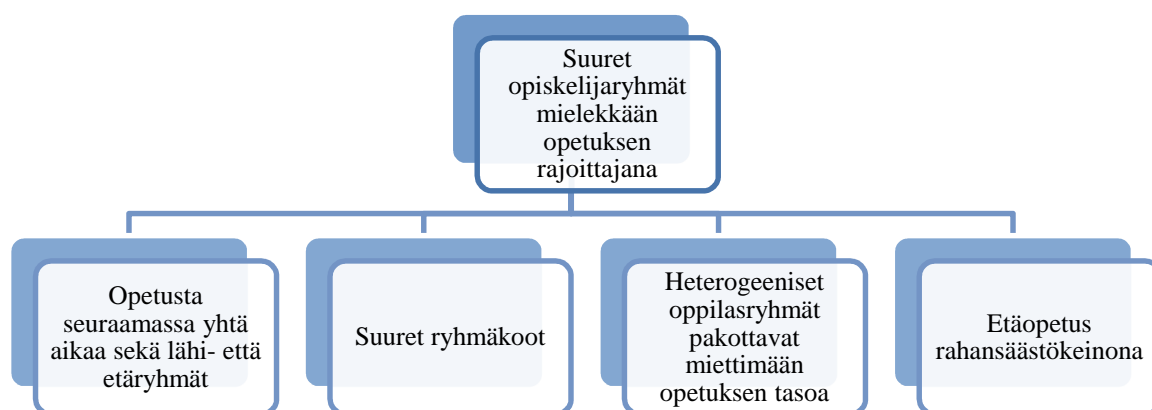 Suuret
opiskelijaryhmät
mielekkään
opetuksen
rajoittajana
Opetusta
seuraamassa yhtä
aikaa sekä lähi- että
etäryhmät
Suuret ryhmäkoot
Heterogeeniset
oppilasryhmät
pakottavat
miettimään
opetuksen tasoa
Etäopetus
rahansäästökeinona